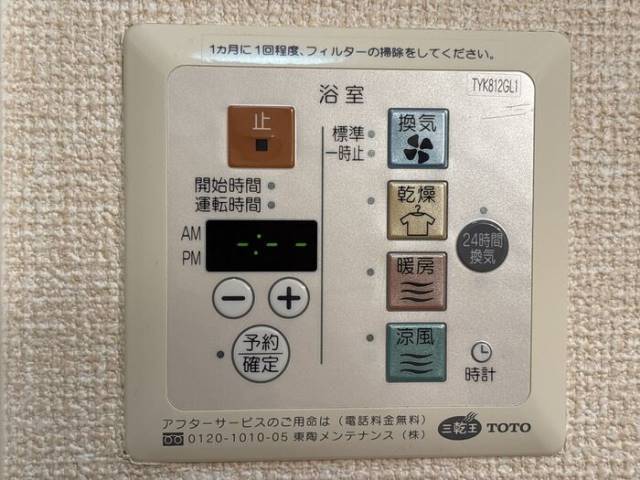 1カ月に1回程度、フィルターの掃除をしてください。
浴室
TYK812GL1
止
換気
標準
一時止
開始時間
運転時間
乾燥
AM
PM
-:--
24時間
換気
暖房
予約
確定
涼風
時計
アフターサービスのご用命は（電話料金無料）
0120-1010-05 東陶メンテナンス（株）
三乾王 TOTO